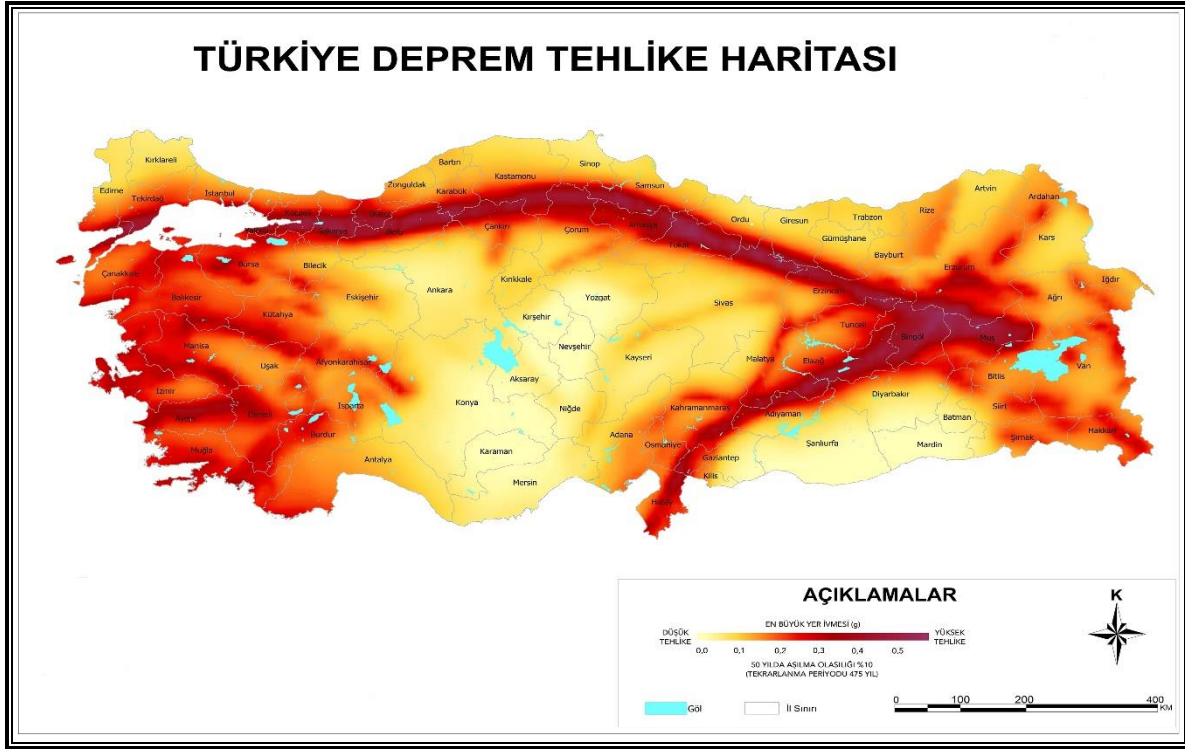 TÜRKİYE DEPREM TEHLİKE HARİTASI
Kırklareli
Edirne
Tekirdağ
İstanbul
Zonguldak
Bartın
Karabük
Kastamonu
Sinop
Samsun
Ordu
Giresun
Trabzon
Rize
Artvin
Ardahan
Kars
Gümüşhane
Bayburt
Çankırı
Çorum
Amasya
Tokat
Bolu
Çanakkale
Bursa
Bilecik
Eskişehir
Ankara
Kırıkkale
Yozgat
Sivas
Erzincan
Erzurum
Ağrı
Iğdır
Balıkesir
Kütahya
Kırşehir
Nevşehir
Kayseri
Malatya
Elazığ
Tunceli
Bingöl
Muş
Bitlis
Van
Manisa
Uşak
Afyonkarahisar
Aksaray
Niğde
Konya
Kahramanmaraş
Adıyaman
Diyarbakır
Batman
Siirt
İzmir
Aydın
Denizli
Isparta
Burdur
Adana
Osmaniye
Gaziantep
Şanlıurfa
Mardin
Şırnak
Hakkari
Muğla
Antalya
Karaman
Mersin
Kilis
Hatay
AÇIKLAMALAR
EN BÜYÜK YER İVMESİ (g)
DÜŞÜK
TEHLİKE
YÜKSEK
TEHLİKE
0,0 0,1 0,2 0,3 0,4 0,5
50 YILDA AŞILMA OLASILIĞI %10
(TEKRARLANMA PERİYODU 475 YIL)
Göl
İl Sınırı
K
0 100 200 400
KM